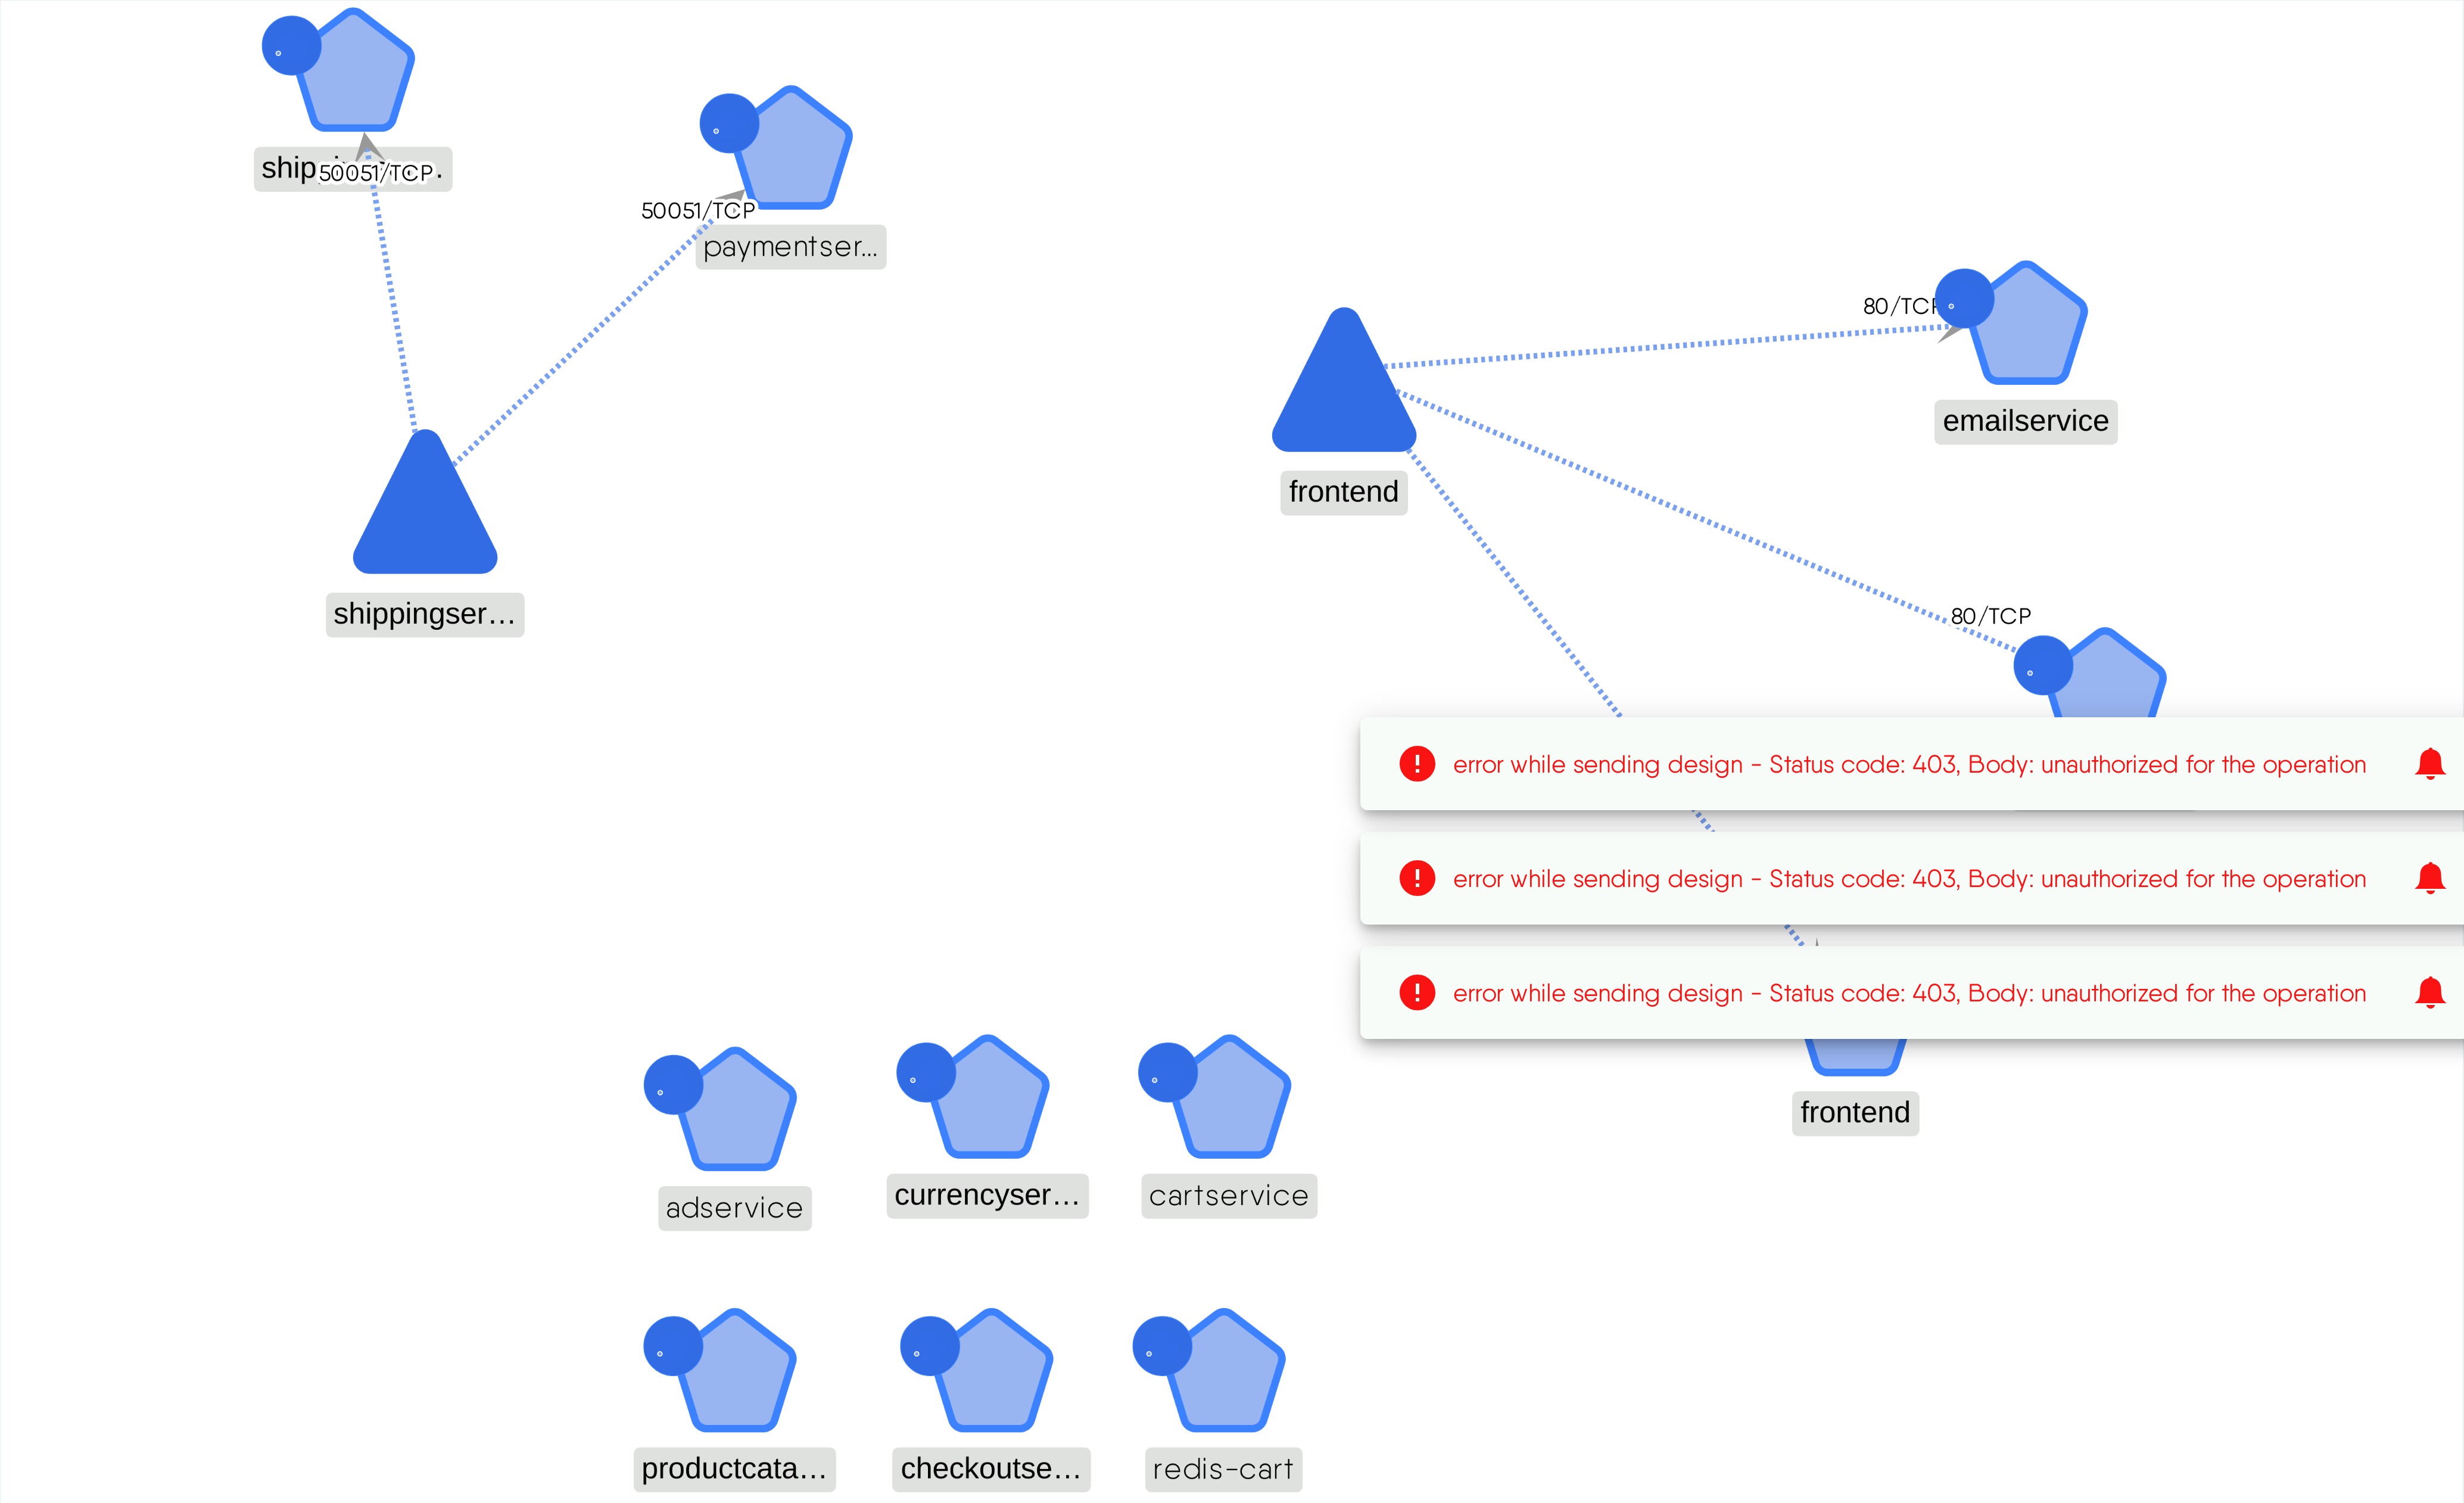 50051/TCP
50051/TCP
paymentser...
80/TCP
emailservice
frontend
shippingser...
80/TCP
error while sending design - Status code: 403, Body: unauthorized for the operation
error while sending design - Status code: 403, Body: unauthorized for the operation
error while sending design - Status code: 403, Body: unauthorized for the operation
frontend
adservice
currencyser...
cartservice
productcata...
checkoutse...
redis-cart